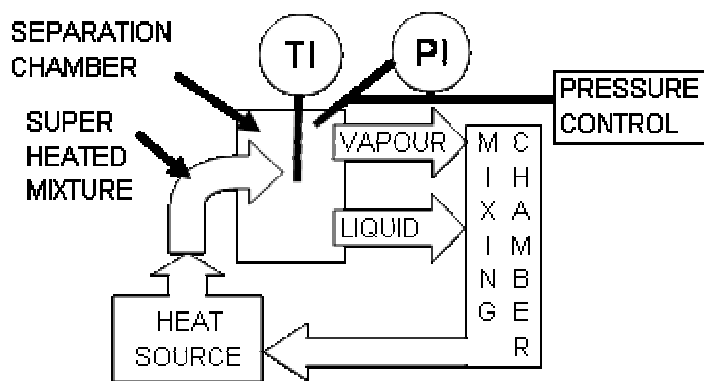 SEPARATION
CHAMBER
TI
PI
PRESSURE
CONTROL
SUPER
HEATED
MIXTURE
VAPOUR
LIQUID
MIXING
CHAMBER
HEAT
SOURCE